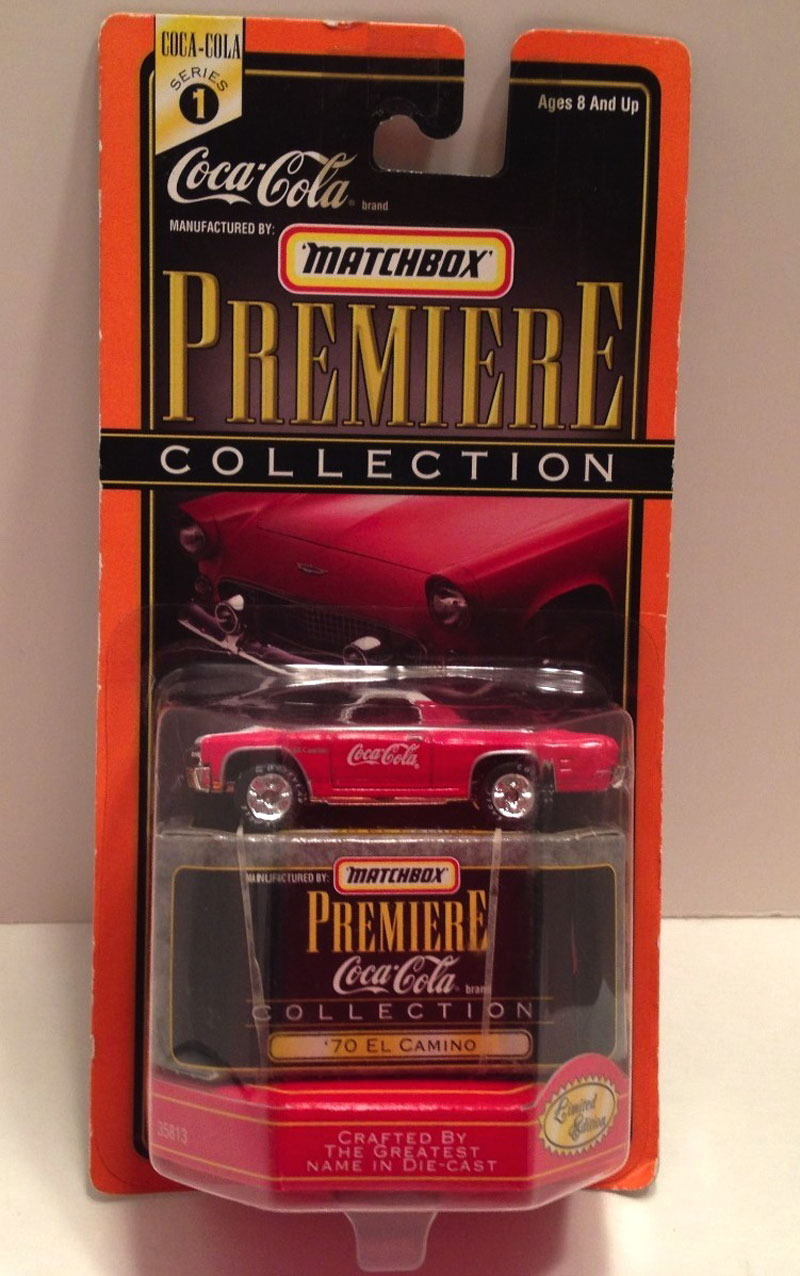 COCA-COLA
SERIES
1
Ages 8 And Up
Coca-Cola brand
MANUFACTURED BY:
'MATCHBOX'
PREMIERE
COLLECTION
El Camino
Coca-Cola
MANUFACTURED BY:
'MATCHBOX'
PREMIERE
Coca-Cola brand
COLLECTION
'70 EL CAMINO
Limited
Edition
35813
CRAFTED BY
THE GREATEST
NAME IN DIE-CAST